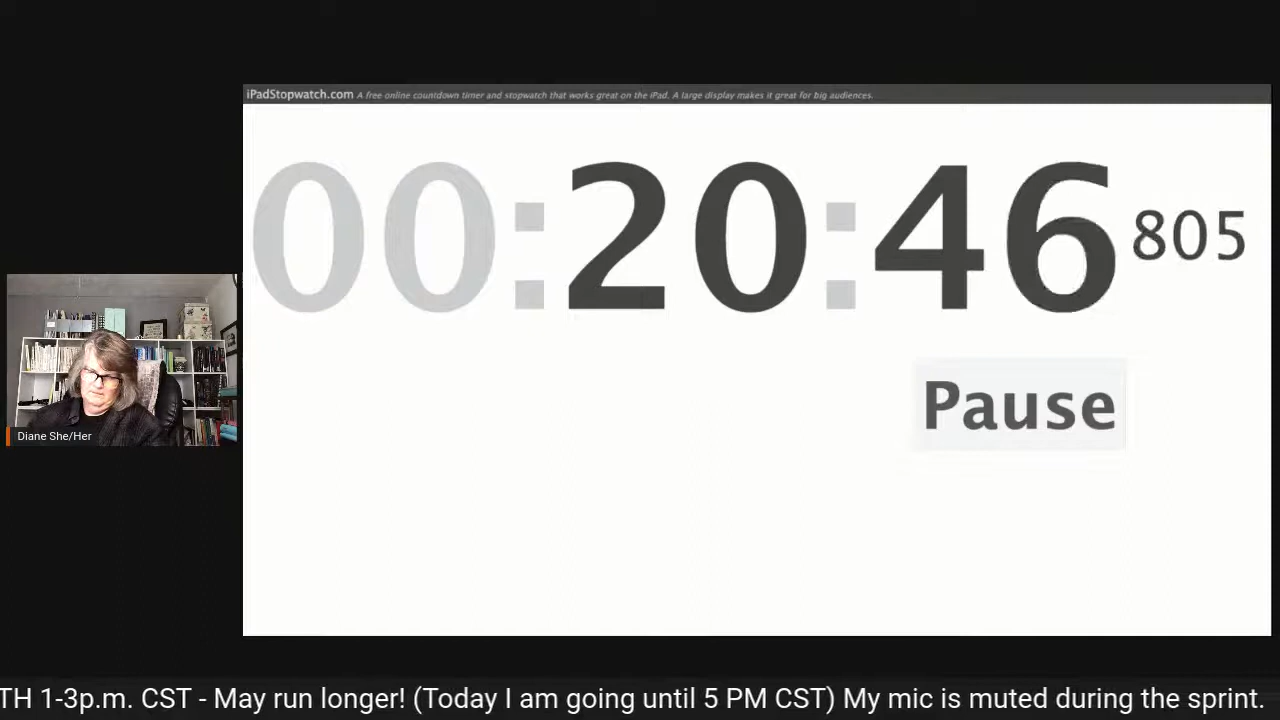 iPadStopwatch.com A free online countdown timer and stopwatch that works great on the iPad. A large display makes it great for big audiences.
00:20:46 805
Pause
Diane She/Her
TH 1-3p.m. CST - May run longer! (Today I am going until 5 PM CST) My mic is muted during the sprint.